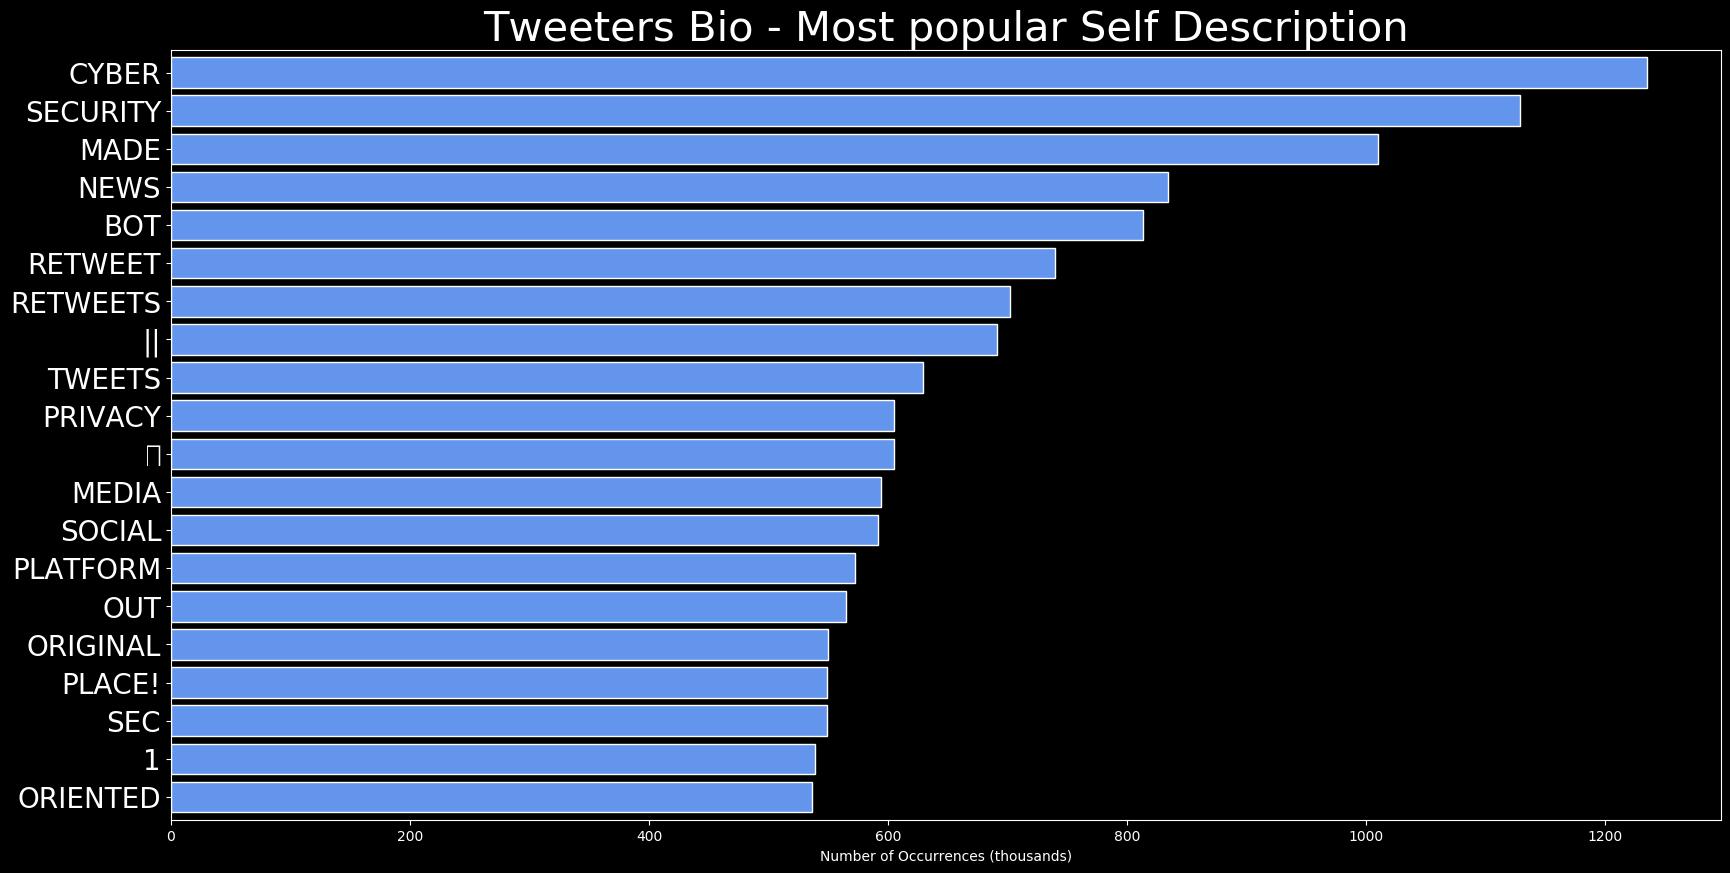 Tweeters Bio - Most popular Self Description
CYBER
SECURITY
MADE
NEWS
BOT
RETWEET
RETWEETS
||
TWEETS
PRIVACY
MEDIA
SOCIAL
PLATFORM
OUT
ORIGINAL
PLACE!
SEC
1
ORIENTED
0 200 400 600 800 1000 1200
Number of Occurrences (thousands)